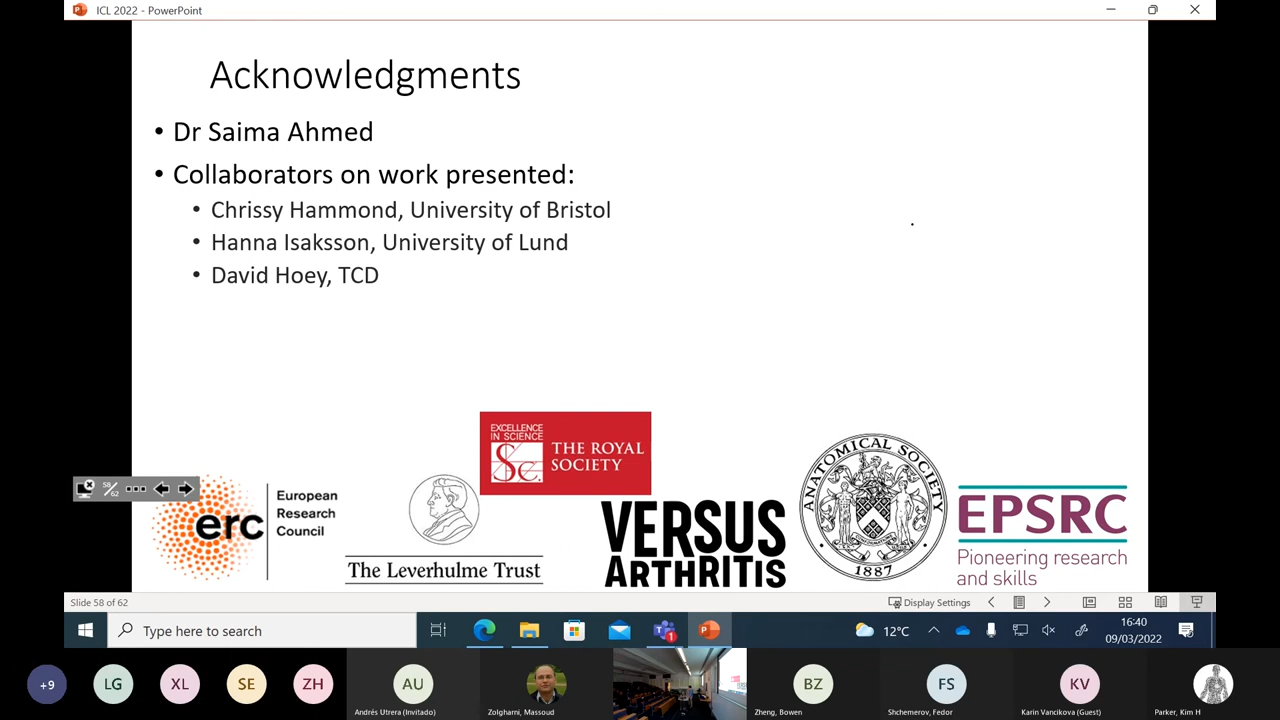 ICL 2022 - PowerPoint
Acknowledgments
• Dr Saima Ahmed
• Collaborators on work presented:
• Chrissy Hammond, University of Bristol
• Hanna Isaksson, University of Lund
• David Hoey, TCD
EXCELLENCE
IN SCIENCE
THE ROYAL
SOCIETY
58/62
erc
European
Research
Council
The Leverhulme Trust
VERSUS
ARTHRITIS
ANATOMICAL SOCIETY
1887
EPSRC
Pioneering research
and skills
Slide 58 of 62
Display Settings
Type here to search
1
12°C
16:40
09/03/2022
+9
LG
XL
SE
ZH
AU
BZ
FS
KV
Andrés Utrera (Invitado)
Zolgharni, Massoud
Zheng, Bowen
Shchemerov, Fedor
Karin Vancikova (Guest)
Parker, Kim H